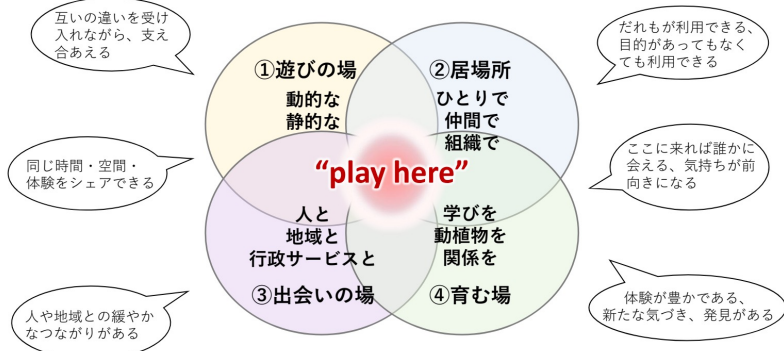 互いの違いを受け
入れながら、支え
合あえる
だれもが利用できる、
目的があってもなく
ても利用できる
①遊びの場
動的な
静的な
②居場所
ひとりで
仲間で
組織で
同じ時間・空間・
体験をシェアできる
“play here”
ここに来れば誰かに
会える、気持ちが前
向きになる
人と
地域と
行政サービスと
③出会いの場
学びを
動植物を
関係を
④育む場
人や地域との緩やか
なつながりがある
体験が豊かである、
新たな気づき、発見がある